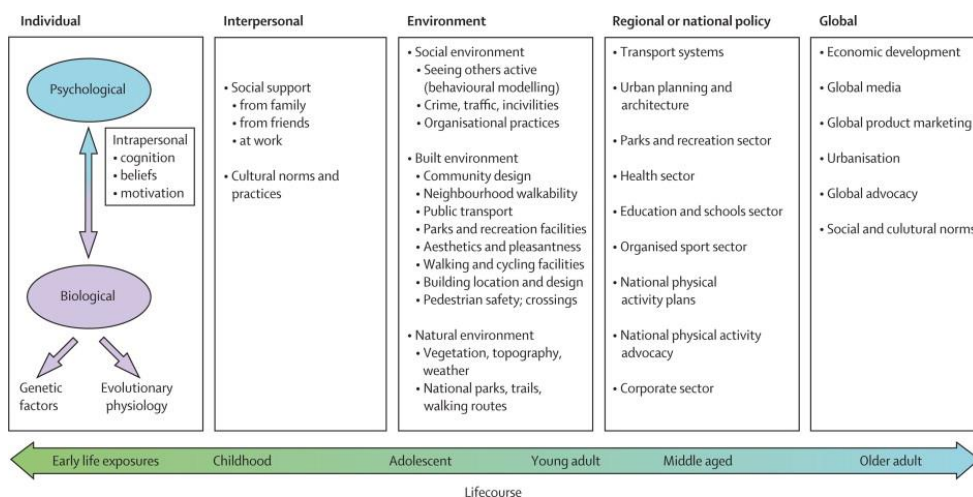 Individual
Psychological
Intrapersonal
• cognition
• beliefs
• motivation
Biological
Genetic
factors
Evolutionary
physiology
Interpersonal
• Social support
• from family
• from friends
• at work
• Cultural norms and
practices
Environment
• Social environment
• Seeing others active
(behavioural modelling)
• Crime, traffic, incivilities
• Organisational practices
• Built environment
• Community design
• Neighbourhood walkability
• Public transport
• Parks and recreation facilities
• Aesthetics and pleasantness
• Walking and cycling facilities
• Building location and design
• Pedestrian safety; crossings
• Natural environment
• Vegetation, topography,
weather
• National parks, trails,
walking routes
Regional or national policy
• Transport systems
• Urban planning and
architecture
• Parks and recreation sector
• Health sector
• Education and schools sector
• Organised sport sector
• National physical
activity plans
• National physical activity
advocacy
• Corporate sector
Global
• Economic development
• Global media
• Global product marketing
• Urbanisation
• Global advocacy
• Social and culutural norms
Early life exposures
Childhood
Adolescent
Young adult
Middle aged
Older adult
Lifecourse